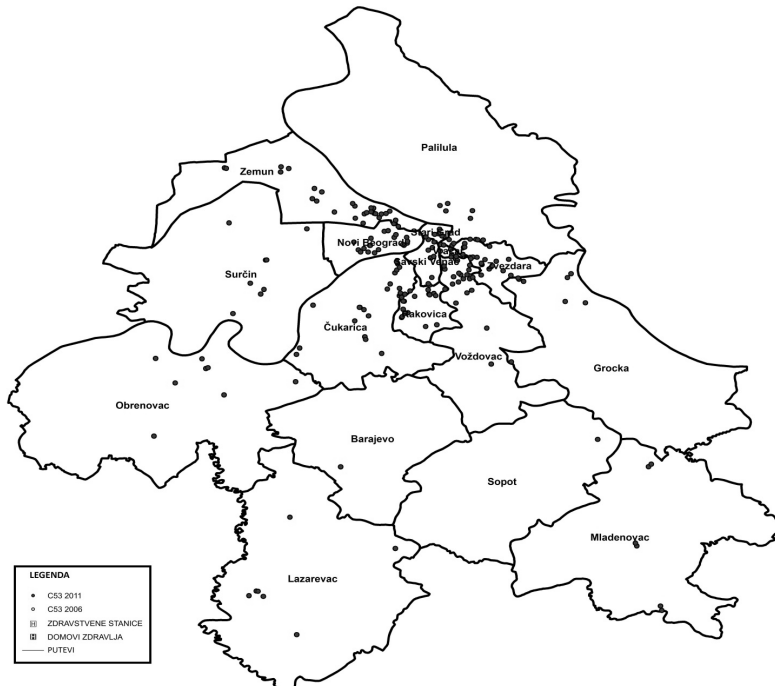 Palilula
Zemun
Stari Grad
Novi Beograd
Savski Venac
Zvezdara
Surčin
Čukarica
Rakovica
Voždovac
Grocka
Obrenovac
Barajevo
Sopot
Mladenovac
Lazarevac
LEGENDA
C53 2011
C53 2006
ZDRAVSTVENE STANICE
DOMOVI ZDRAVLJA
PUTEVI